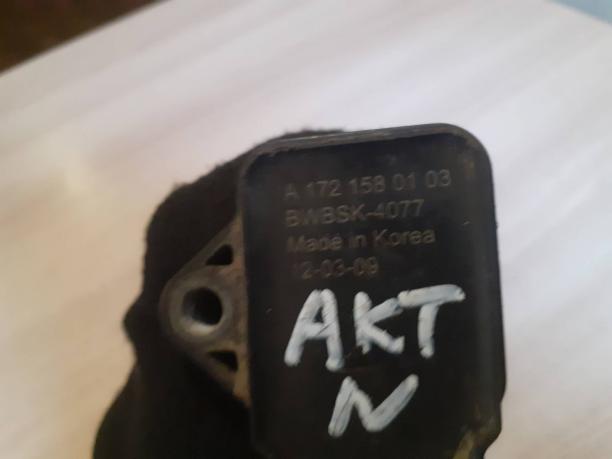 A 172 158 01 03
BWBSK-4077
Made in Korea
12-03-09
AKT
N